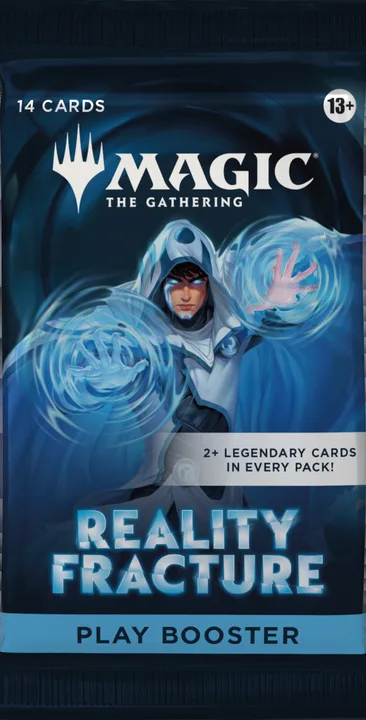 14 CARDS
13+
MAGIC
THE GATHERING
2+ LEGENDARY CARDS
IN EVERY PACK!
REALITY
FRACTURE
PLAY BOOSTER